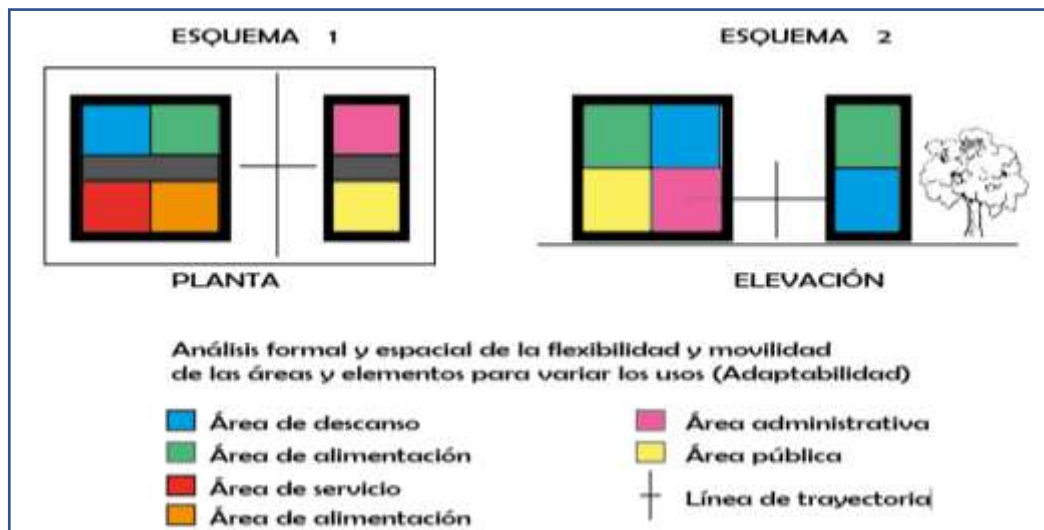 ESQUEMA 1
ESQUEMA 2
PLANTA
ELEVACIÓN
Análisis formal y espacial de la flexibilidad y movilidad
de las áreas y elementos para variar los usos (Adaptabilidad)
Área de descanso
Área de alimentación
Área de servicio
Área de alimentación
Área administrativa
Área pública
Línea de trayectoria